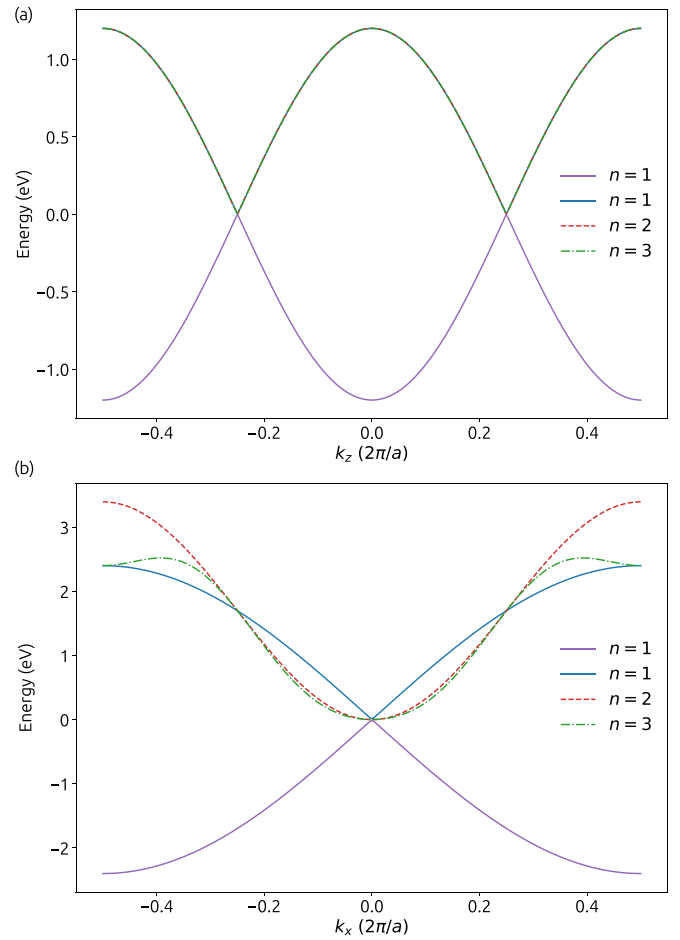 (a)
1.0
0.5
0.0
−0.5
−1.0
Energy (eV)
n = 1
n = 1
n = 2
n = 3
−0.4 −0.2 0.0 0.2 0.4
k_z (2π/a)
(b)
3
2
1
0
−1
−2
Energy (eV)
n = 1
n = 1
n = 2
n = 3
−0.4 −0.2 0.0 0.2 0.4
k_x (2π/a)